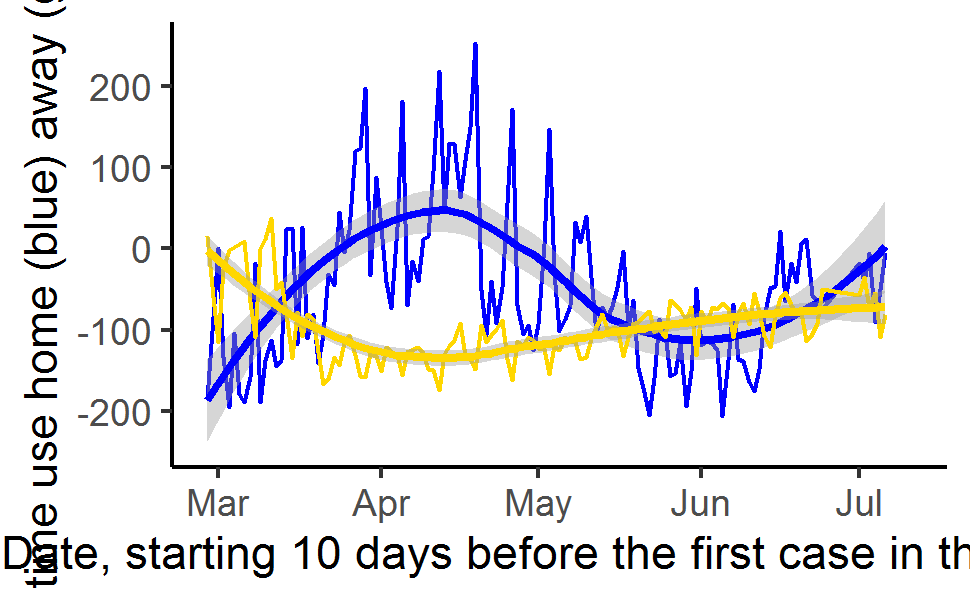 time use home (blue) away (
200
100
0
-100
-200
Mar Apr May Jun Jul
Date, starting 10 days before the first case in th